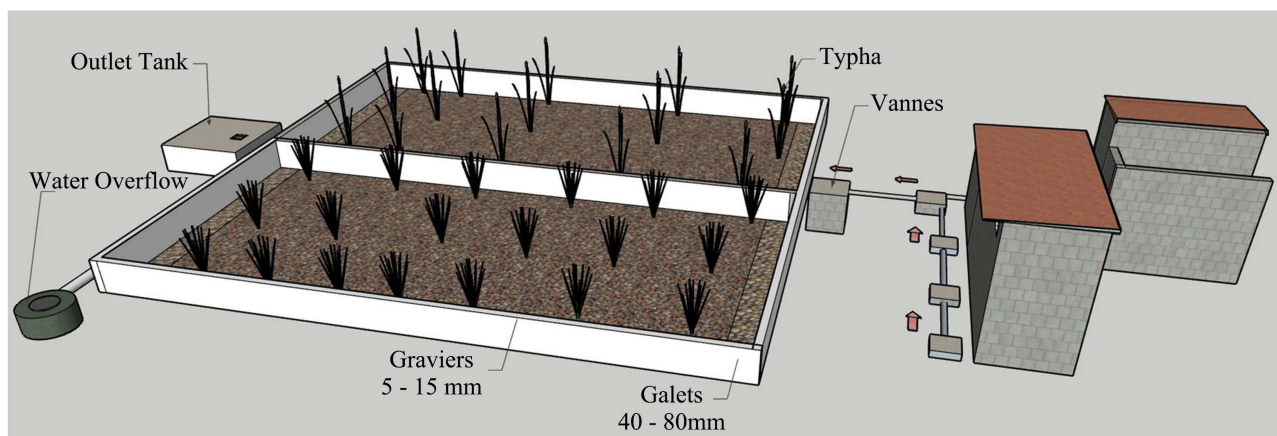 Outlet Tank
Typha
Vannes
Water Overflow
Graviers
5 - 15 mm
Galets
40 - 80mm